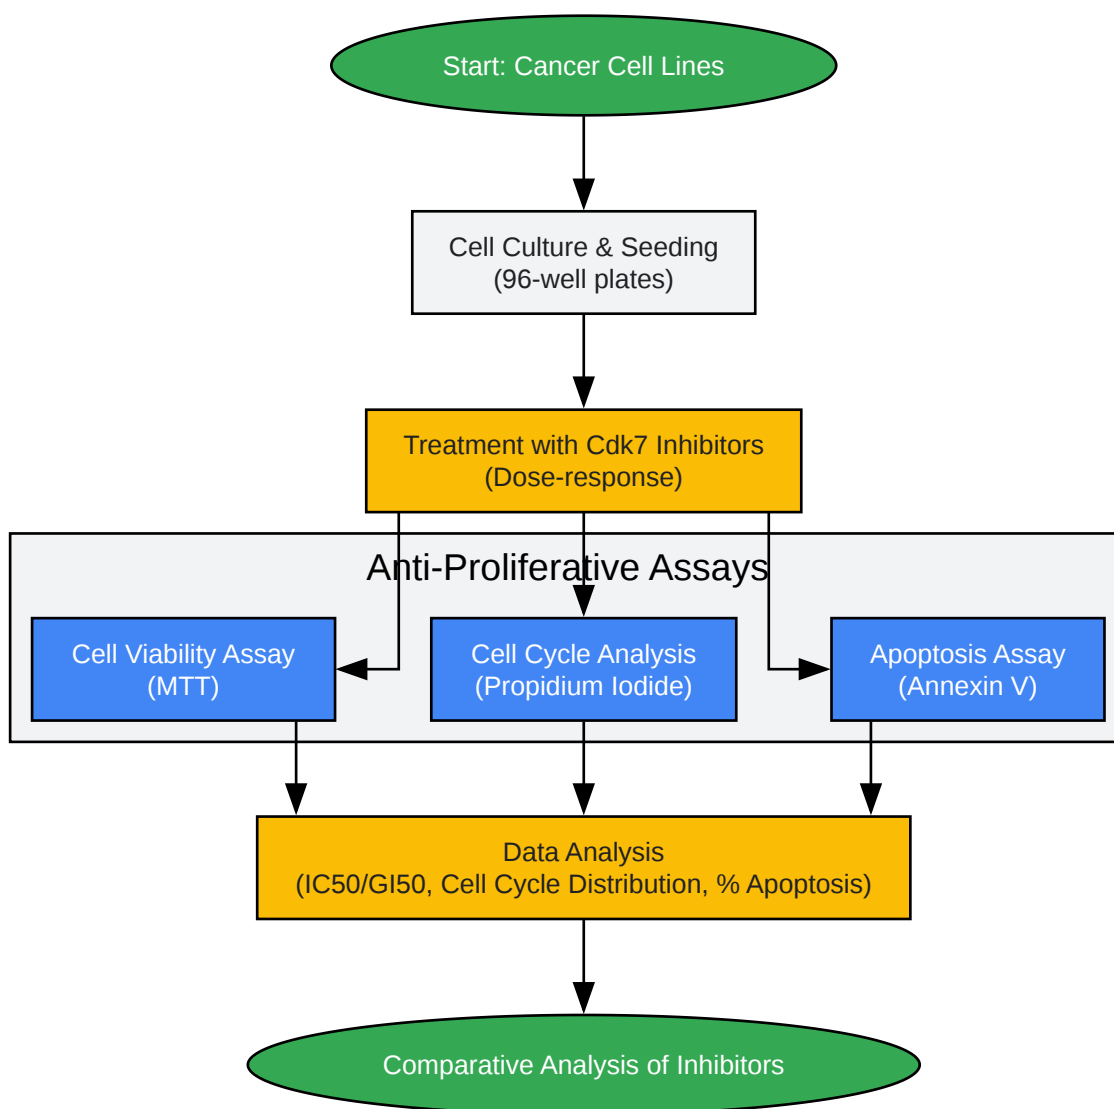 Start: Cancer Cell Lines
Cell Culture & Seeding
(96-well plates)
Treatment with Cdk7 Inhibitors
(Dose-response)
Anti-Proliferative Assays
Cell Viability Assay
(MTT)
Cell Cycle Analysis
(Propidium Iodide)
Apoptosis Assay
(Annexin V)
Data Analysis
(IC50/GI50, Cell Cycle Distribution, % Apoptosis)
Comparative Analysis of Inhibitors